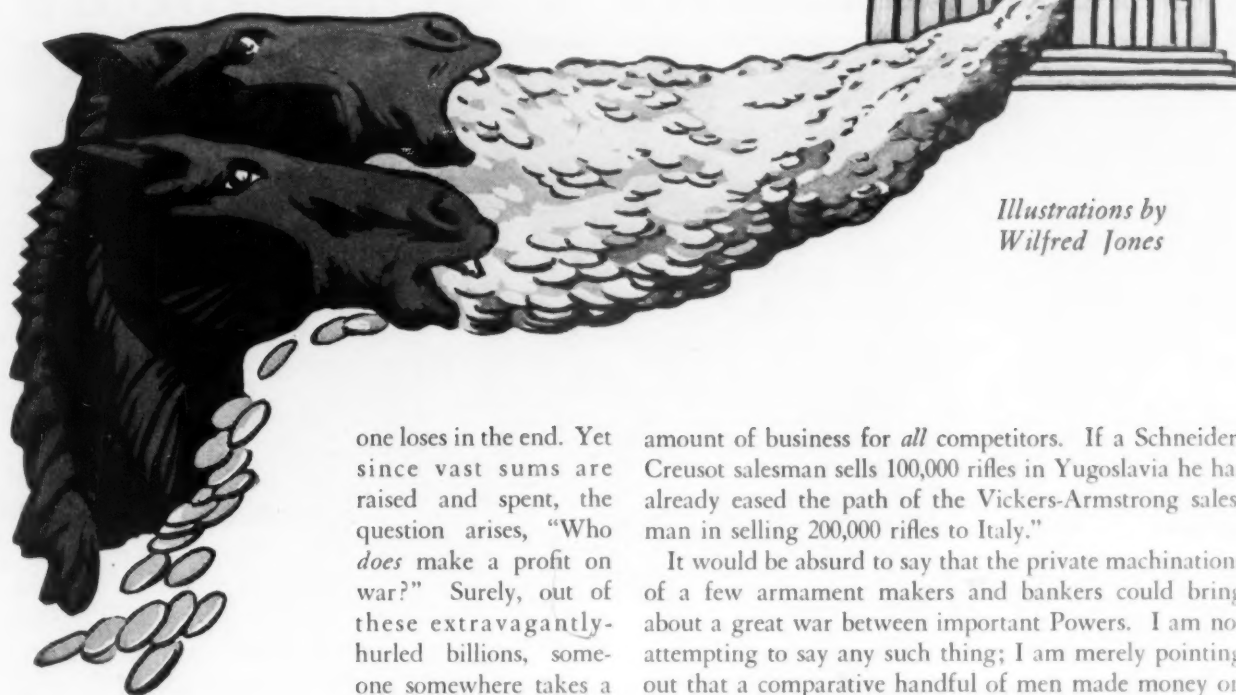 Illustrations by
Wilfred Jones
one loses in the end. Yet
since vast sums are
raised and spent, the
question arises, "Who
does make a profit on
war?" Surely, out of
these extravagantly-
hurled billions, some-
one somewhere takes a
amount of business for all competitors. If a Schneider
Creusot salesman sells 100,000 rifles in Yugoslavia he ha
already eased the path of the Vickers-Armstrong sales
man in selling 200,000 rifles to Italy."
It would be absurd to say that the private machination
of a few armament makers and bankers could bring
about a great war between important Powers. I am no
attempting to say any such thing; I am merely pointing
out that a comparative handful of men made money or